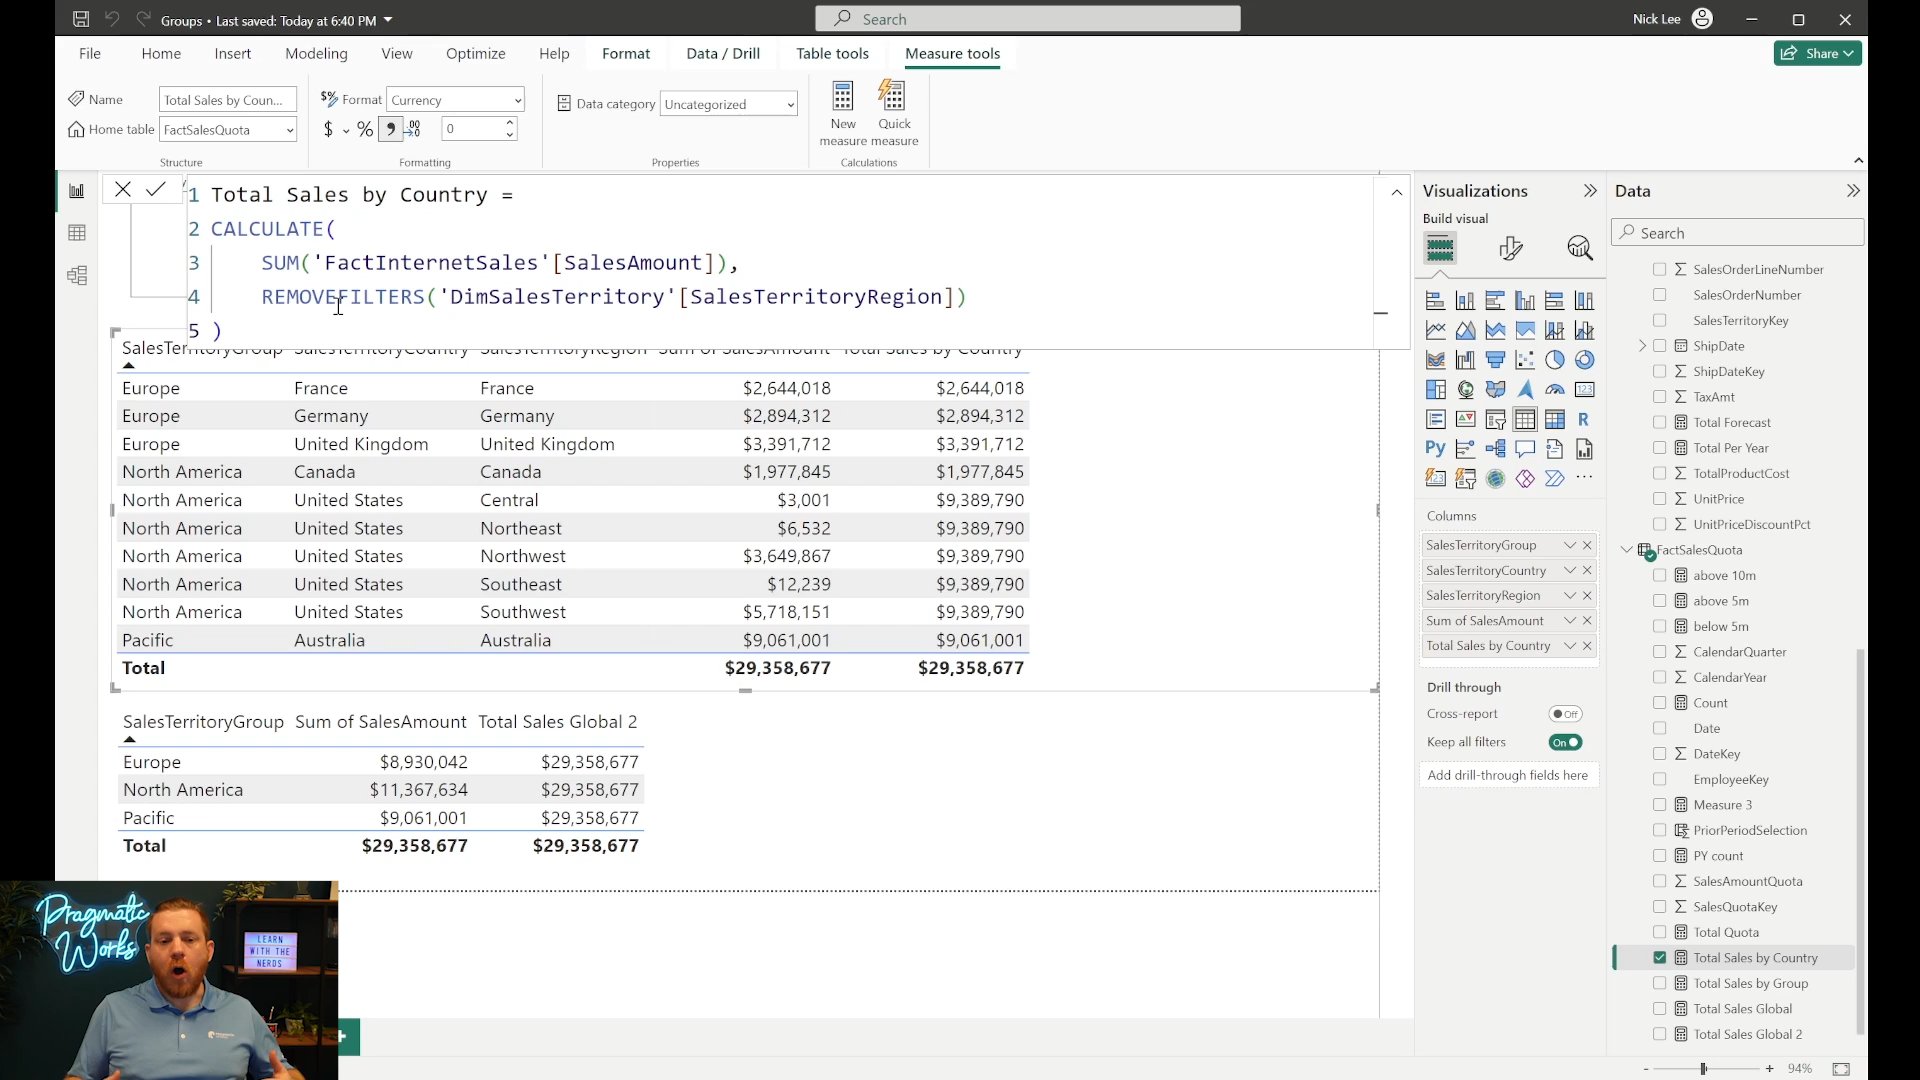 Groups • Last saved: Today at 6:40 PM
Search
Nick Lee
File Home Insert Modeling View Optimize Help Format Data / Drill Table tools Measure tools
Share
Name Total Sales by Coun...
Home table FactSalesQuota
Structure
Format Currency
$ % 9 .00 0
Formatting
Data category Uncategorized
Properties
New measure
Quick measure
Calculations
1 Total Sales by Country =
2 CALCULATE(
3 SUM('FactInternetSales'[SalesAmount]),
4 REMOVEFILTERS('DimSalesTerritory'[SalesTerritoryRegion])
5 )
SalesTerritoryGroup SalesTerritoryCountry SalesTerritoryRegion Sum of SalesAmount Total Sales by Country
Europe France France $2,644,018 $2,644,018
Europe Germany Germany $2,894,312 $2,894,312
Europe United Kingdom United Kingdom $3,391,712 $3,391,712
North America Canada Canada $1,977,845 $1,977,845
North America United States Central $3,001 $9,389,790
North America United States Northeast $6,532 $9,389,790
North America United States Northwest $3,649,867 $9,389,790
North America United States Southeast $12,239 $9,389,790
North America United States Southwest $5,718,151 $9,389,790
Pacific Australia Australia $9,061,001 $9,061,001
Total $29,358,677 $29,358,677
SalesTerritoryGroup Sum of SalesAmount Total Sales Global 2
Europe $8,930,042 $29,358,677
North America $11,367,634 $29,358,677
Pacific $9,061,001 $29,358,677
Total $29,358,677 $29,358,677
Pragmatic
Works
LEARN
WITH THE
NERDS
Visualizations
Build visual
R
Py
123
Columns
SalesTerritoryGroup
SalesTerritoryCountry
SalesTerritoryRegion
Sum of SalesAmount
Total Sales by Country
Drill through
Cross-report Off
Keep all filters On
Add drill-through fields here
Data
Search
SalesOrderLineNumber
SalesOrderNumber
SalesTerritoryKey
ShipDate
ShipDateKey
TaxAmt
Total Forecast
Total Per Year
TotalProductCost
UnitPrice
UnitPriceDiscountPct
FactSalesQuota
above 10m
above 5m
below 5m
CalendarQuarter
CalendarYear
Count
Date
DateKey
EmployeeKey
Measure 3
PriorPeriodSelection
PY count
SalesAmountQuota
SalesQuotaKey
Total Quota
Total Sales by Country
Total Sales by Group
Total Sales Global
Total Sales Global 2
- + 94%